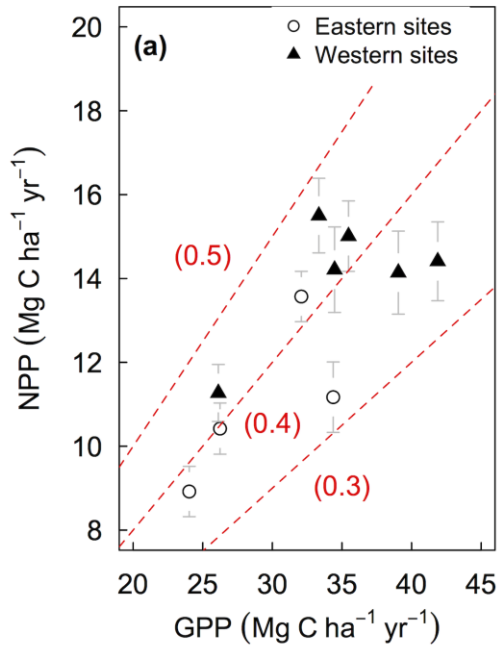 (a)
Eastern sites
Western sites
20
18
16
14
12
10
8
NPP (Mg C ha⁻¹ yr⁻¹)
(0.5)
(0.4)
(0.3)
20 25 30 35 40 45
GPP (Mg C ha⁻¹ yr⁻¹)